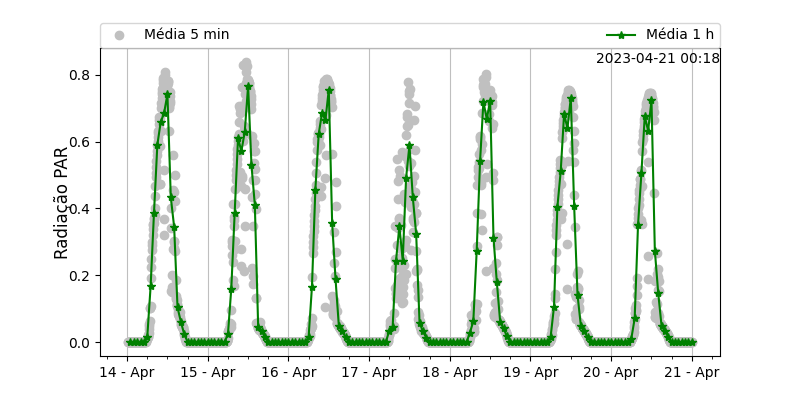 Média 5 min
Média 1 h
2023-04-21 00:18
Radiação PAR
0.8
0.6
0.4
0.2
0.0
14 - Apr
15 - Apr
16 - Apr
17 - Apr
18 - Apr
19 - Apr
20 - Apr
21 - Apr